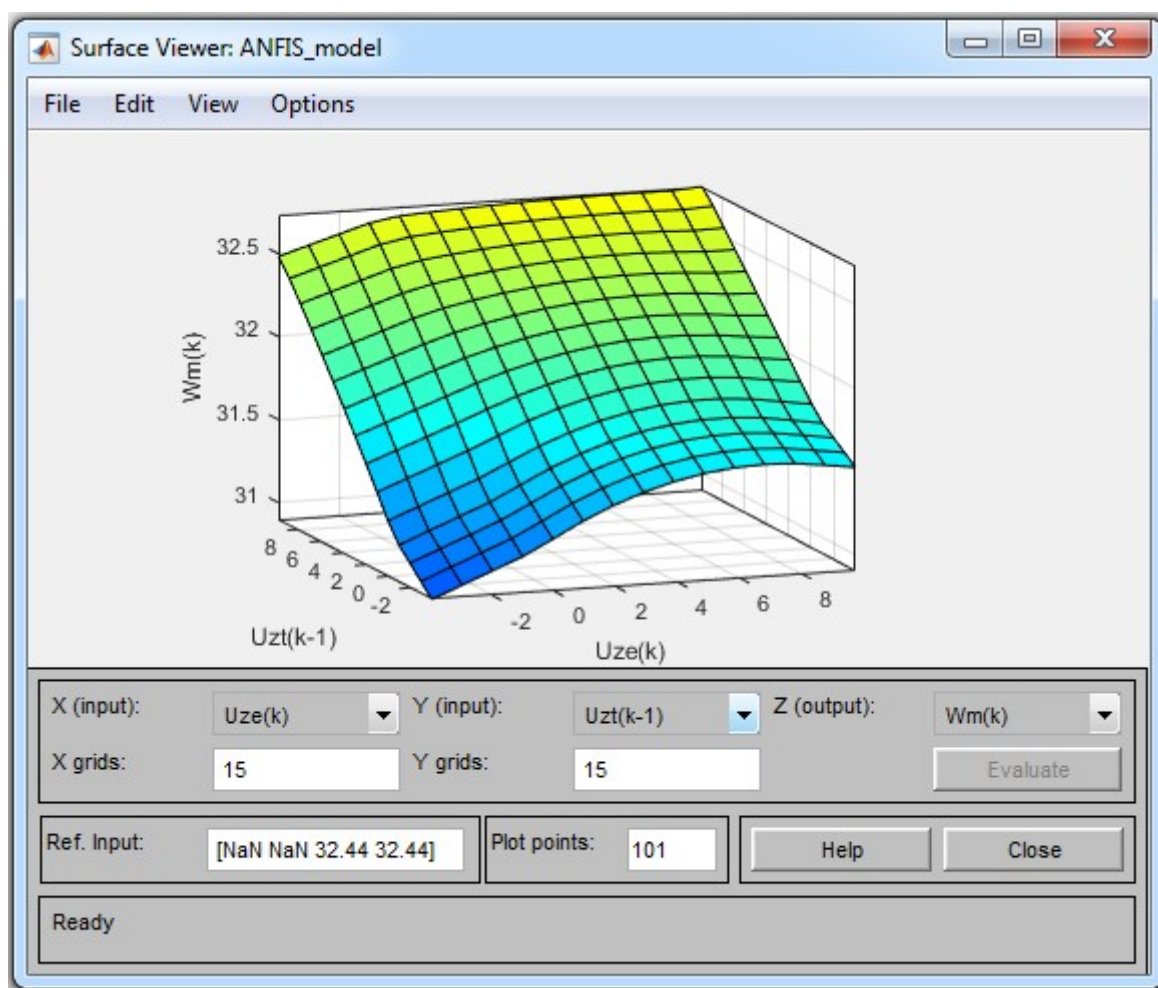 Surface Viewer: ANFIS_model
File Edit View Options
32.5
32
31.5
31
Wm(k)
8
6
4
2
0
-2
Uzt(k-1)
-2
0
2
4
6
8
Uze(k)
X (input): Uze(k) Y (input): Uzt(k-1) Z (output): Wm(k)
X grids: 15 Y grids: 15 Evaluate
Ref. Input: [NaN NaN 32.44 32.44] Plot points: 101 Help Close
Ready